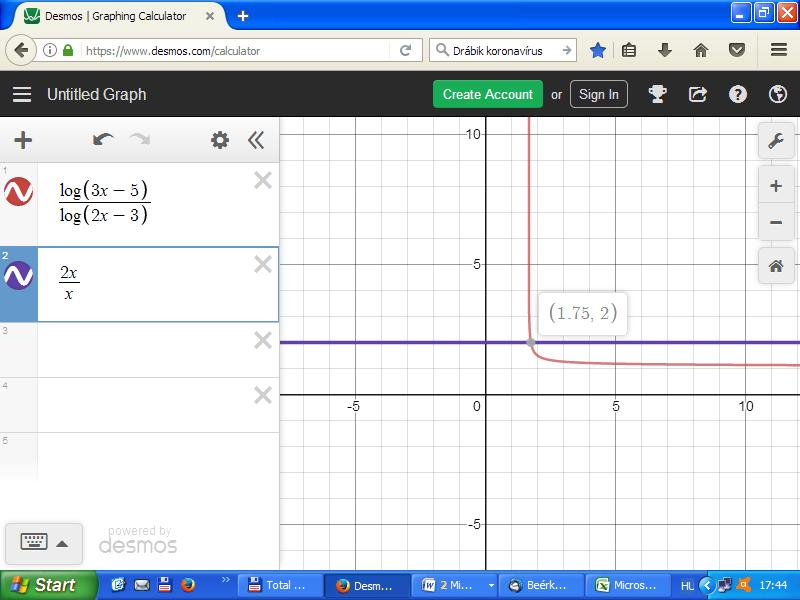 Desmos | Graphing Calculator
https://www.desmos.com/calculator
Drábik koronavírus
Untitled Graph
Create Account or Sign In
1
log(3x − 5)
log(2x − 3)
2
2x
x
3
4
5
10
5
-5
0
5
10
-5
(1.75, 2)
powered by
desmos
Start
Total ...
Desm...
2 Mi...
Beérk...
Micros...
HU
17:44